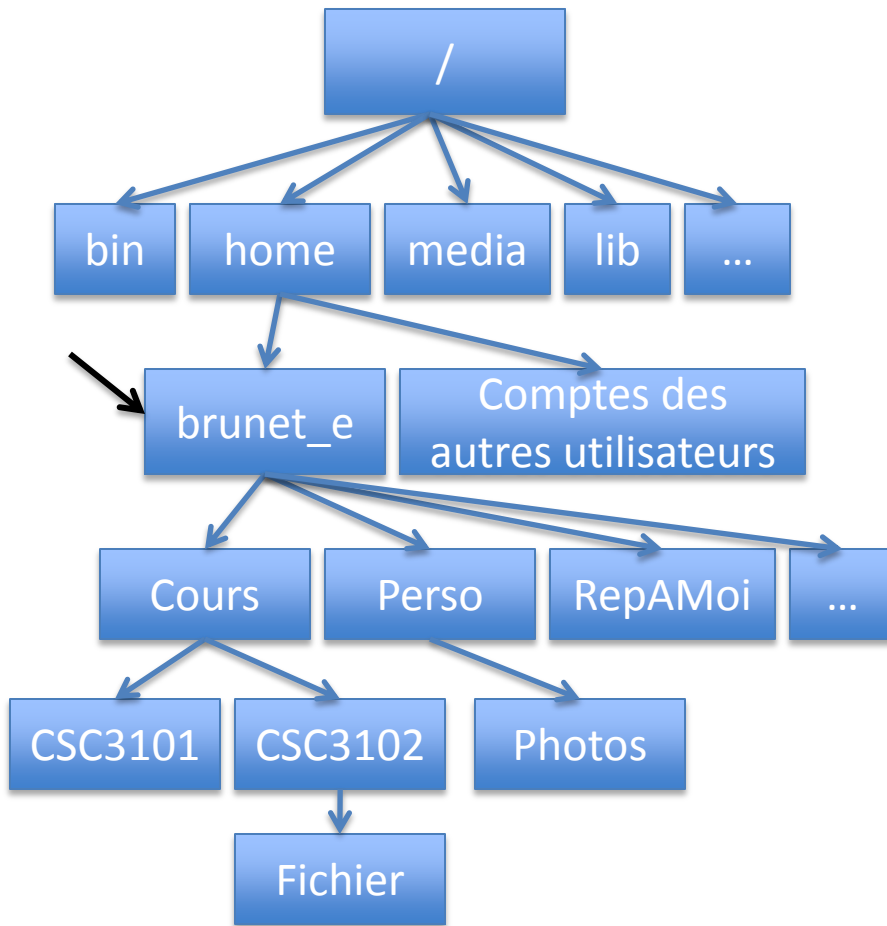 /
bin
home
media
lib
...
brunet_e
Comptes des
autres utilisateurs
Cours
Perso
RepAMoi
...
CSC3101
CSC3102
Photos
Fichier